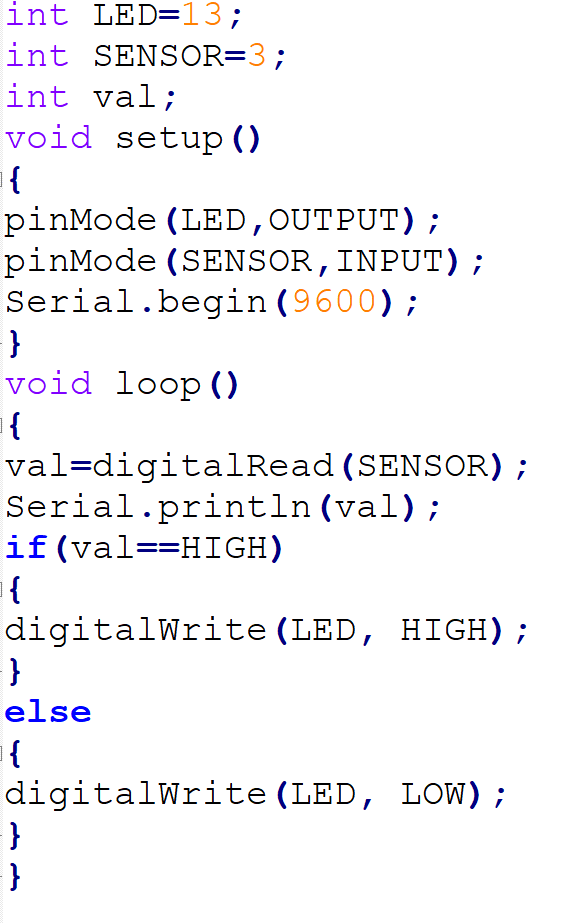 int LED=13;
int SENSOR=3;
int val;
void setup()
{
pinMode(LED,OUTPUT);
pinMode(SENSOR,INPUT);
Serial.begin(9600);
}
void loop()
{
val=digitalRead(SENSOR);
Serial.println(val);
if(val==HIGH)
{
digitalWrite(LED, HIGH);
}
else
{
digitalWrite(LED, LOW);
}
}